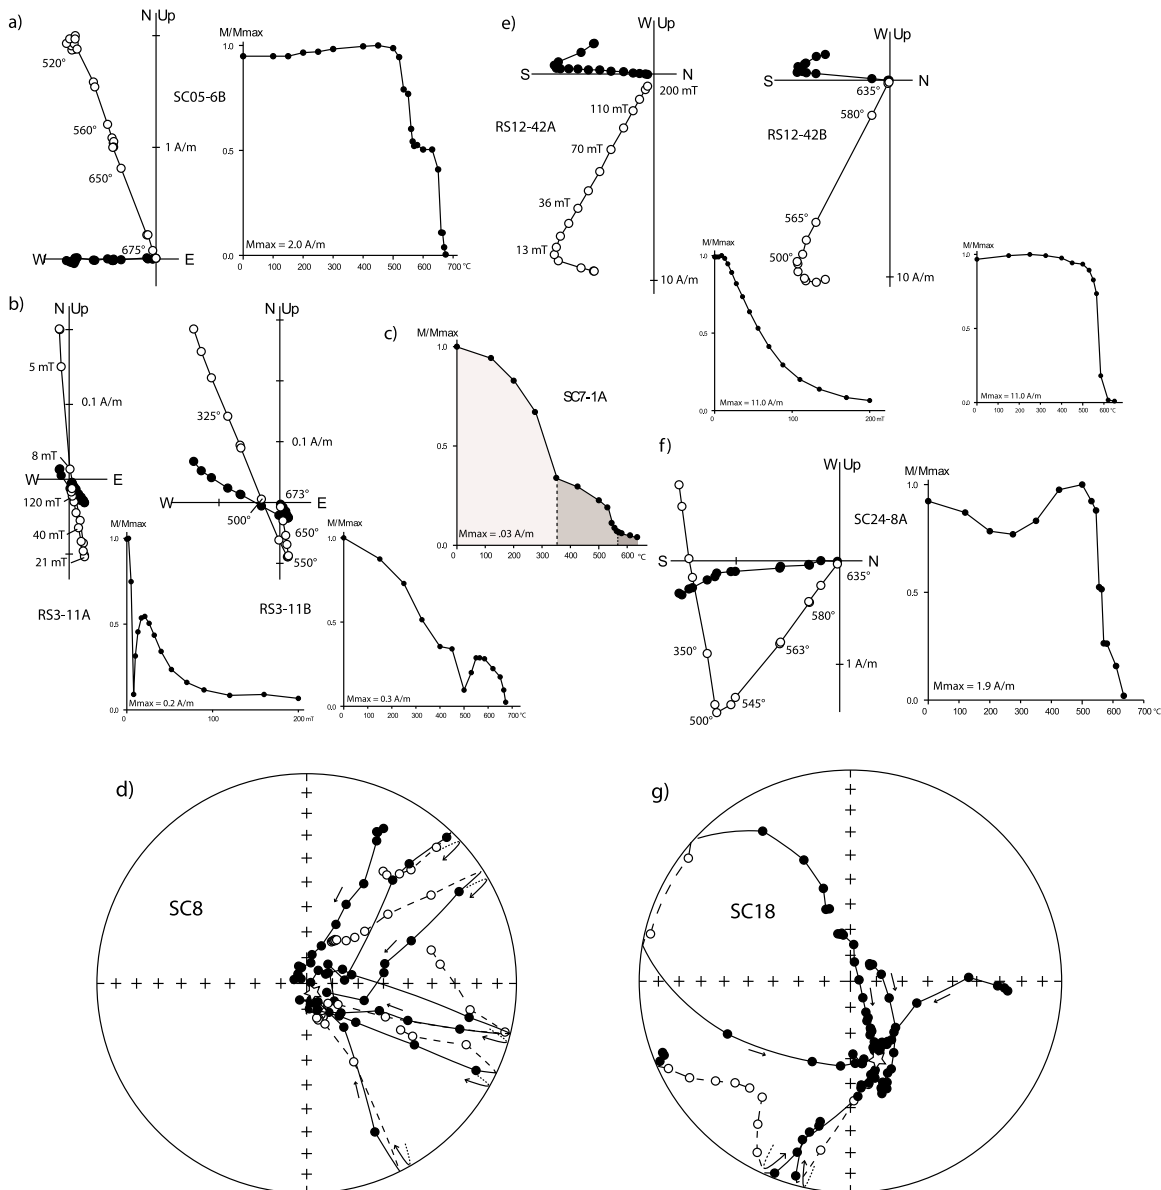 a)
N Up
520°
560°
1 A/m
650°
675°
W E
SC05-6B
M/Mmax
1.0
0.5
0.0
Mmax = 2.0 A/m
0 100 200 300 400 500 600 700 °C
e)
W Up
S N
200 mT
110 mT
RS12-42A
70 mT
36 mT
13 mT
10 A/m
W Up
S N
635°
580°
RS12-42B
565°
500°
10 A/m
M/Mmax
1.0
0.5
0.0
Mmax = 11.0 A/m
0 100 200 mT
M/Mmax
1.0
0.5
0.0
Mmax = 11.0 A/m
0 100 200 300 400 500 600 °C
b)
N Up
5 mT
0.1 A/m
8 mT
W E
120 mT
40 mT
21 mT
RS3-11A
M/Mmax
1.0
0.5
0.0
Mmax = 0.2 A/m
0 100 200 mT
N Up
325°
0.1 A/m
W E
673°
500°
650°
550°
RS3-11B
M/Mmax
1.0
0.5
0.0
Mmax = 0.3 A/m
0 100 200 300 400 500 600 700 °C
c)
M/Mmax
1.0
SC7-1A
0.5
0.0
Mmax = .03 A/m
0 100 200 300 400 500 600 °C
f)
W Up
S N
635°
580°
350°
563°
1 A/m
545°
500°
SC24-8A
M/Mmax
1.0
0.5
0.0
Mmax = 1.9 A/m
0 100 200 300 400 500 600 700 °C
d)
SC8
g)
SC18